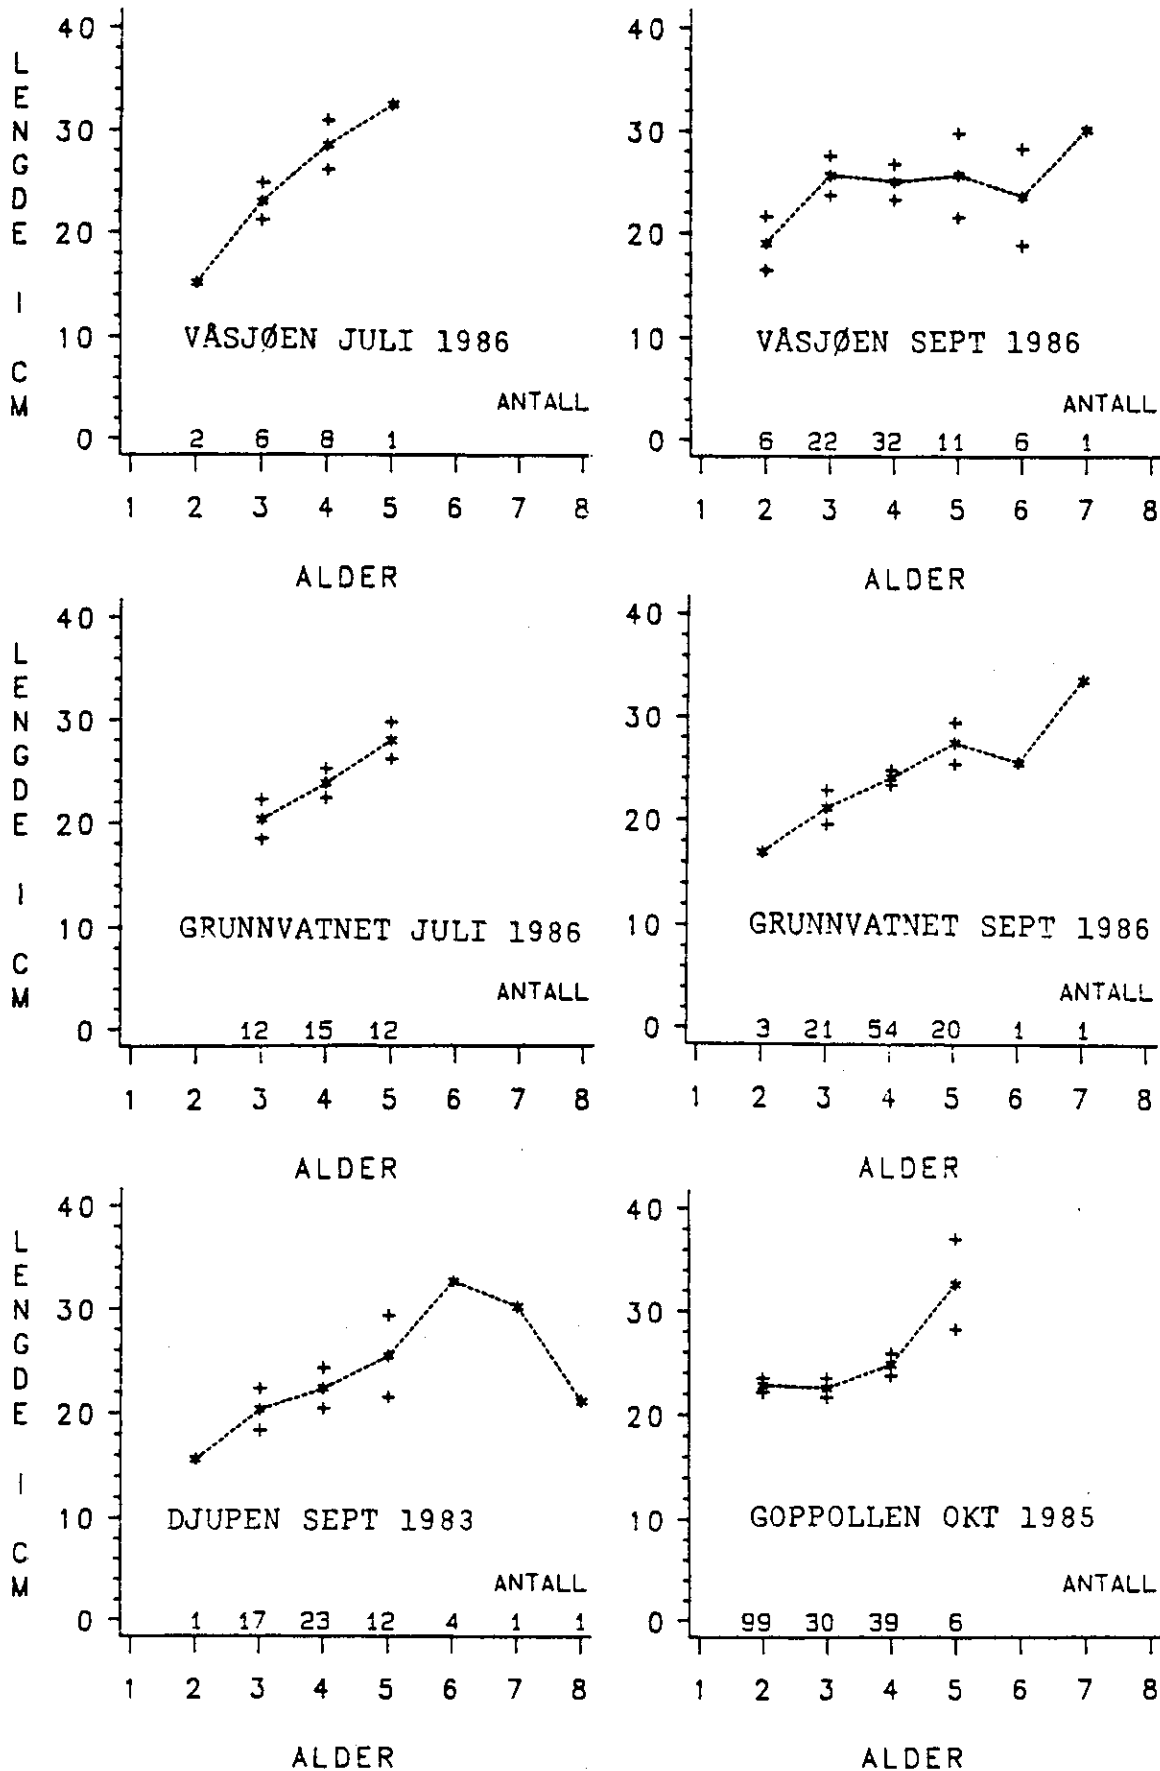 LENGDE I CM
40
30
20
10
0
VÅSJØEN JULI 1986
ANTALL
2 6 8 1
1 2 3 4 5 6 7 8
ALDER
40
30
20
10
0
VÅSJØEN SEPT 1986
ANTALL
6 22 32 11 6 1
1 2 3 4 5 6 7 8
ALDER
LENGDE I CM
40
30
20
10
0
GRUNNVATNET JULI 1986
ANTALL
12 15 12
1 2 3 4 5 6 7 8
ALDER
40
30
20
10
0
GRUNNVATNET SEPT 1986
ANTALL
3 21 54 20 1 1
1 2 3 4 5 6 7 8
ALDER
LENGDE I CM
40
30
20
10
0
DJUPEN SEPT 1983
ANTALL
1 17 23 12 4 1 1
1 2 3 4 5 6 7 8
ALDER
40
30
20
10
0
GOPPOLLEN OKT 1985
ANTALL
99 30 39 6
1 2 3 4 5 6 7 8
ALDER